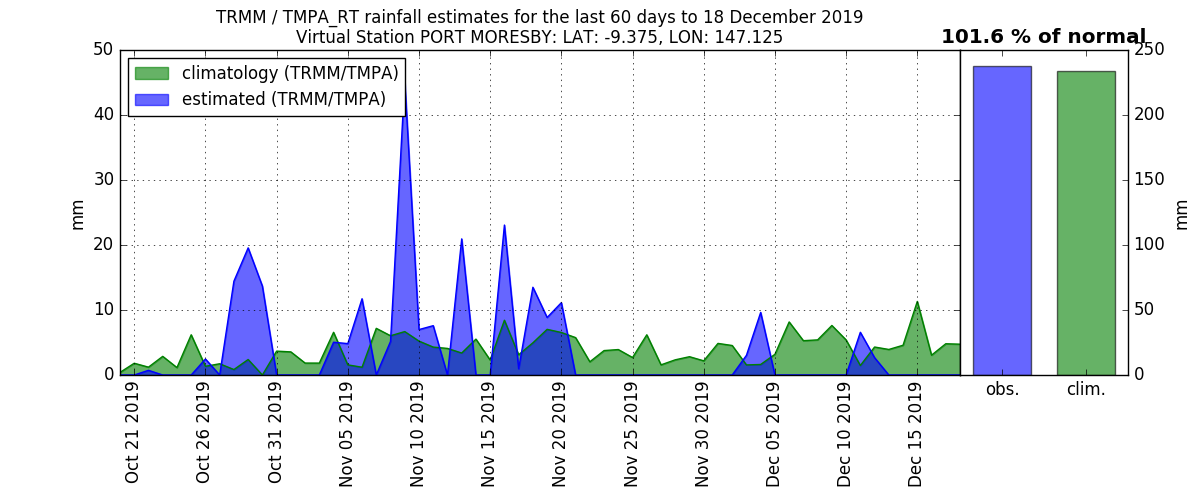 TRMM / TMPA_RT rainfall estimates for the last 60 days to 18 December 2019
Virtual Station PORT MORESBY: LAT: -9.375, LON: 147.125
101.6 % of normal
climatology (TRMM/TMPA)
estimated (TRMM/TMPA)
50
40
30
20
10
0
mm
Oct 21 2019
Oct 26 2019
Oct 31 2019
Nov 05 2019
Nov 10 2019
Nov 15 2019
Nov 20 2019
Nov 25 2019
Nov 30 2019
Dec 05 2019
Dec 10 2019
Dec 15 2019
obs.
clim.
250
200
150
100
50
0
mm